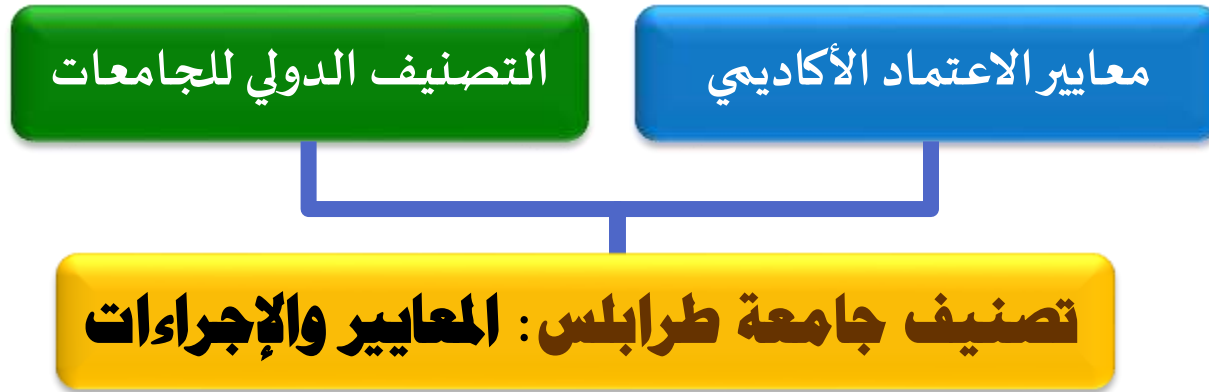 معايير الاعتماد الأكاديمي
التصنيف الدولي للجامعات
تصنيف جامعة طرابلس: المعايير والإجراءات